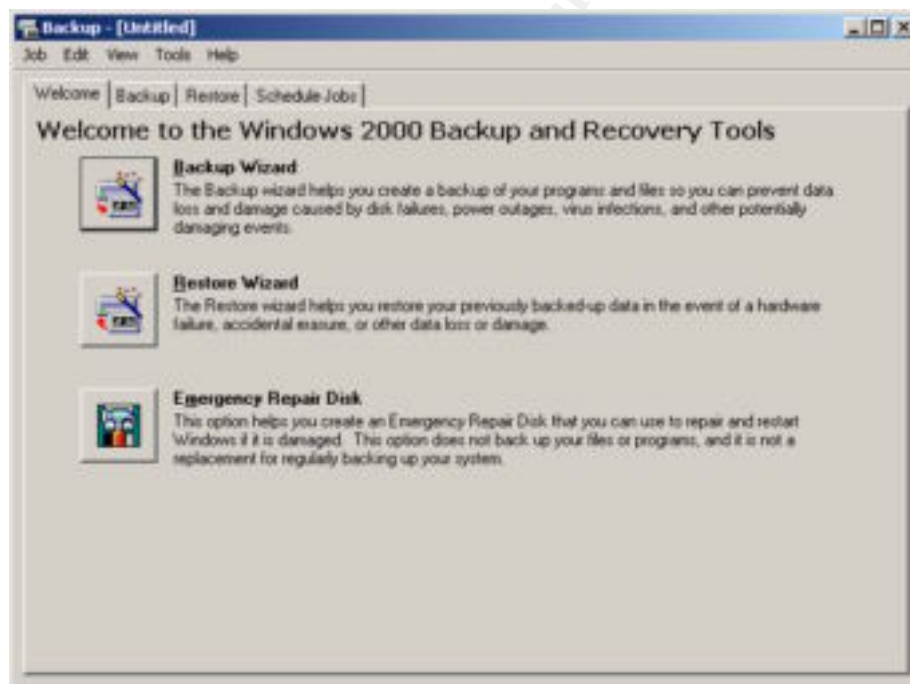 Backup - [Untitled]
Job Edit View Tools Help
Welcome Backup Restore Schedule Jobs
Welcome to the Windows 2000 Backup and Recovery Tools
Backup Wizard
The Backup wizard helps you create a backup of your programs and files so you can prevent data
loss and damage caused by disk failures, power outages, virus infections, and other potentially
damaging events.
Restore Wizard
The Restore wizard helps you restore your previously backed-up data in the event of a hardware
failure, accidental erasure, or other data loss or damage.
Emergency Repair Disk
This option helps you create an Emergency Repair Disk that you can use to repair and restart
Windows if it is damaged. This option does not back up your files or programs, and it is not a
replacement for regularly backing up your system.